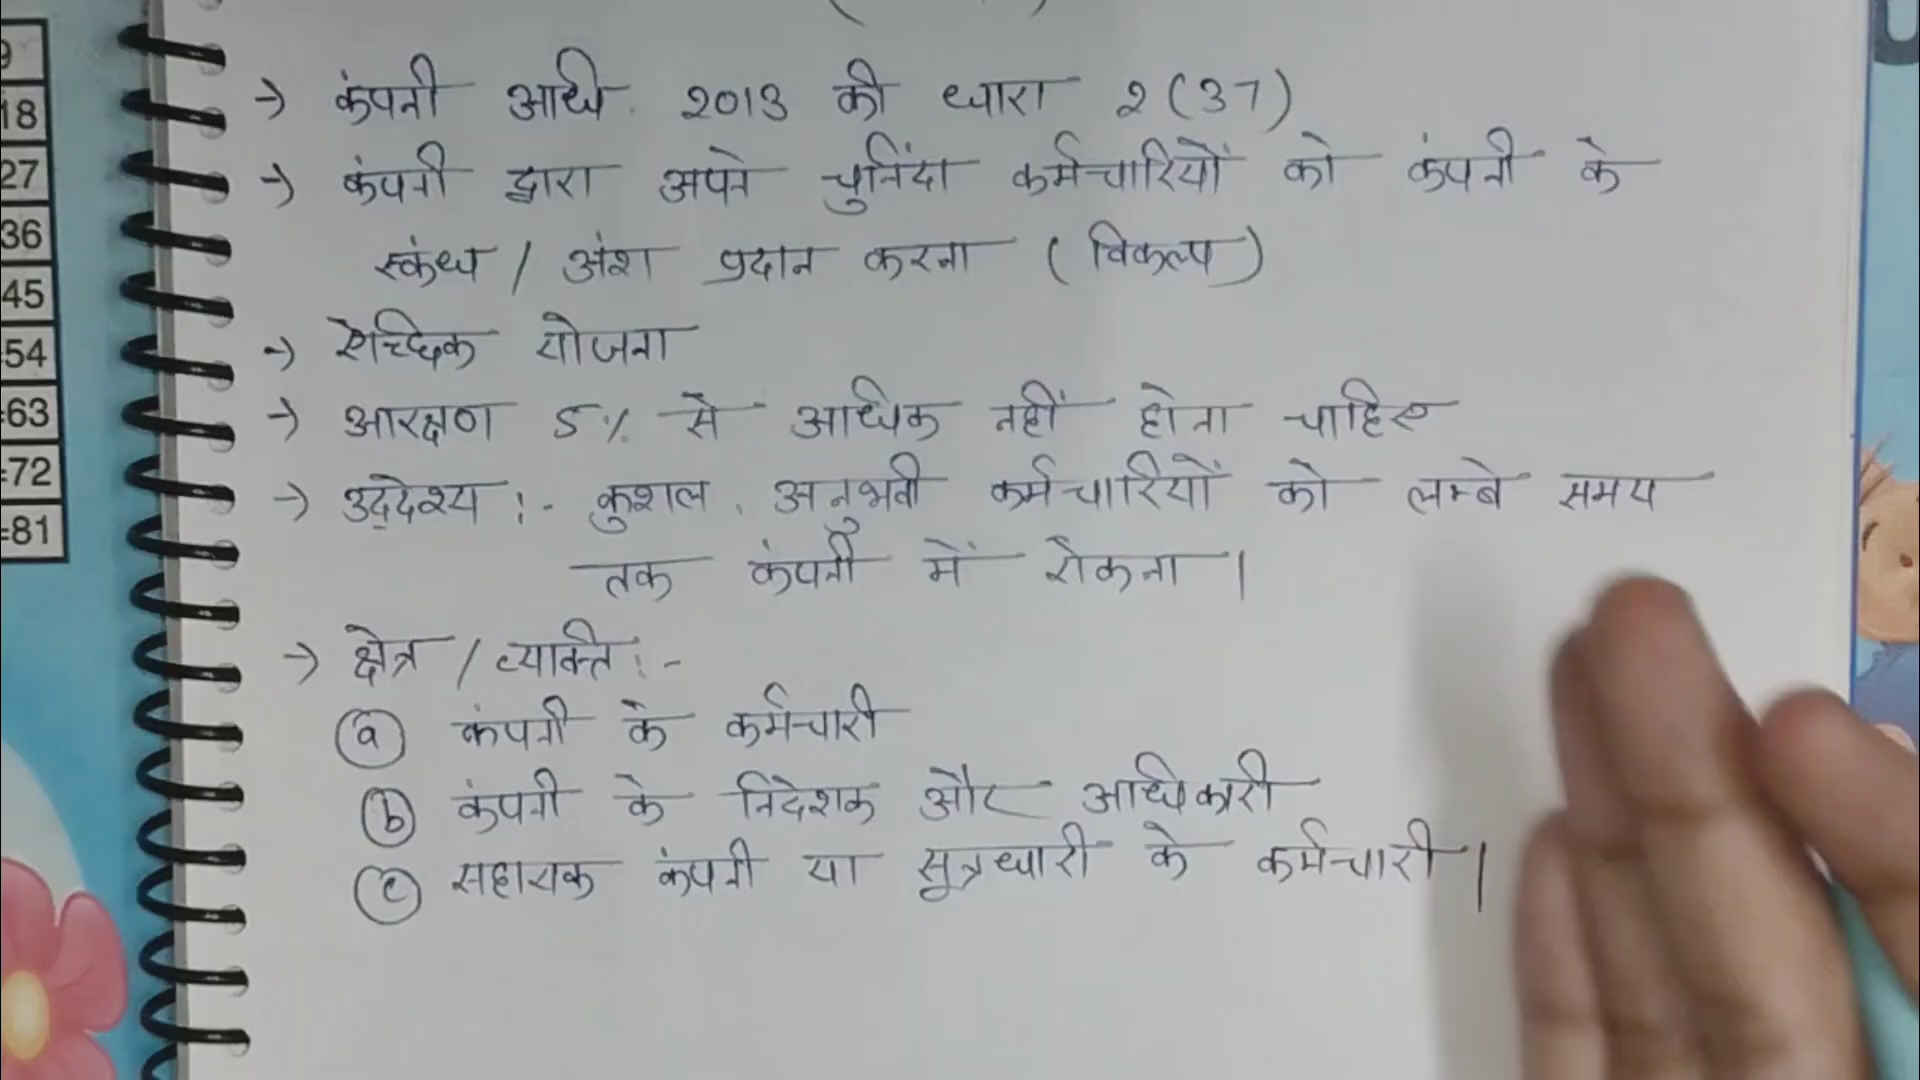 9
18
27
36
45
=54
=63
=72
=81
→ कंपनी अधि. 2013 की धारा 2(37)
→ कंपनी द्वारा अपने चुनिंदा कर्मचारियों को कंपनी के
स्कंध / अंश प्रदान करना (विकल्प)
→ ऐच्छिक योजना
→ आरक्षण 5% से अधिक नहीं होना चाहिए
→ उद्देश्य :- कुशल, अनुभवी कर्मचारियों को लम्बे समय
तक कंपनी में रोकना।
→ क्षेत्र / व्यक्ति :-
(a) कंपनी के कर्मचारी
(b) कंपनी के निदेशक और अधिकारी
(c) सहायक कंपनी या सूत्रधारी के कर्मचारी।